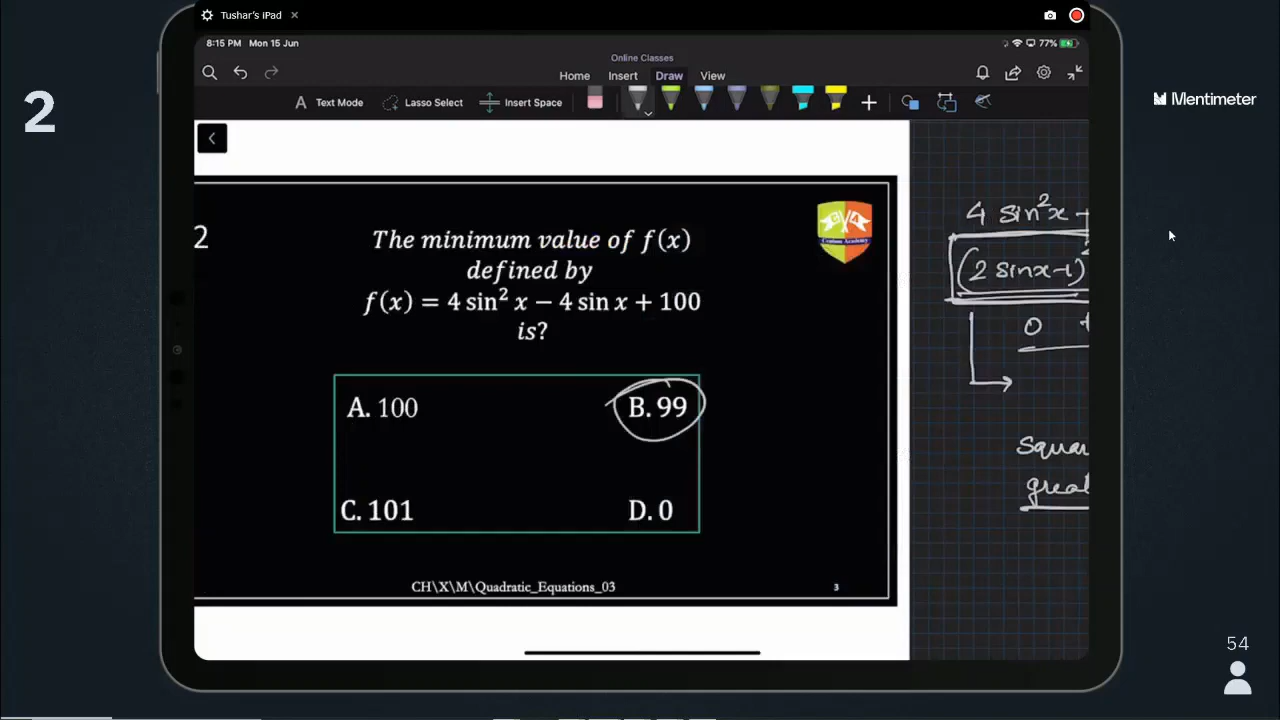 Tushar's iPad ×
8:15 PM Mon 15 Jun
77%
Online Classes
Home Insert Draw View
A Text Mode Lasso Select Insert Space
2
Mentimeter
2
The minimum value of f(x)
defined by
f(x) = 4 sin² x − 4 sin x + 100
is?
A. 100
B. 99
C. 101
D. 0
CH\X\M\Quadratic_Equations_03
3
4 sin²x
(2 sinx-1)
0
54